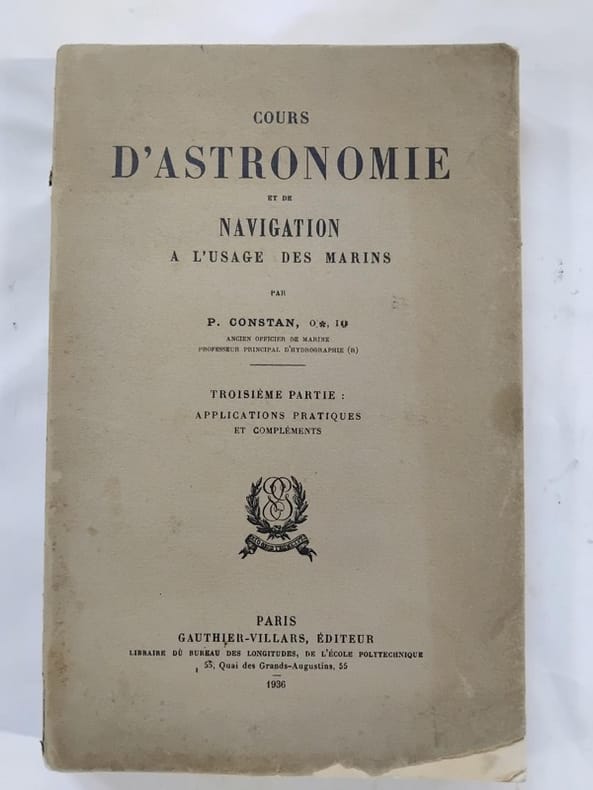 COURS
D'ASTRONOMIE
ET DE
NAVIGATION
A L'USAGE DES MARINS
PAR
P. CONSTAN, O, I
ANCIEN OFFICIER DE MARINE
PROFESSEUR PRINCIPAL D'HYDROGRAPHIE (R)
TROISIÈME PARTIE :
APPLICATIONS PRATIQUES
ET COMPLÉMENTS
PARIS
GAUTHIER-VILLARS, ÉDITEUR
LIBRAIRE DU BUREAU DES LONGITUDES, DE L'ÉCOLE POLYTECHNIQUE
55, Quai des Grands-Augustins, 55
1936